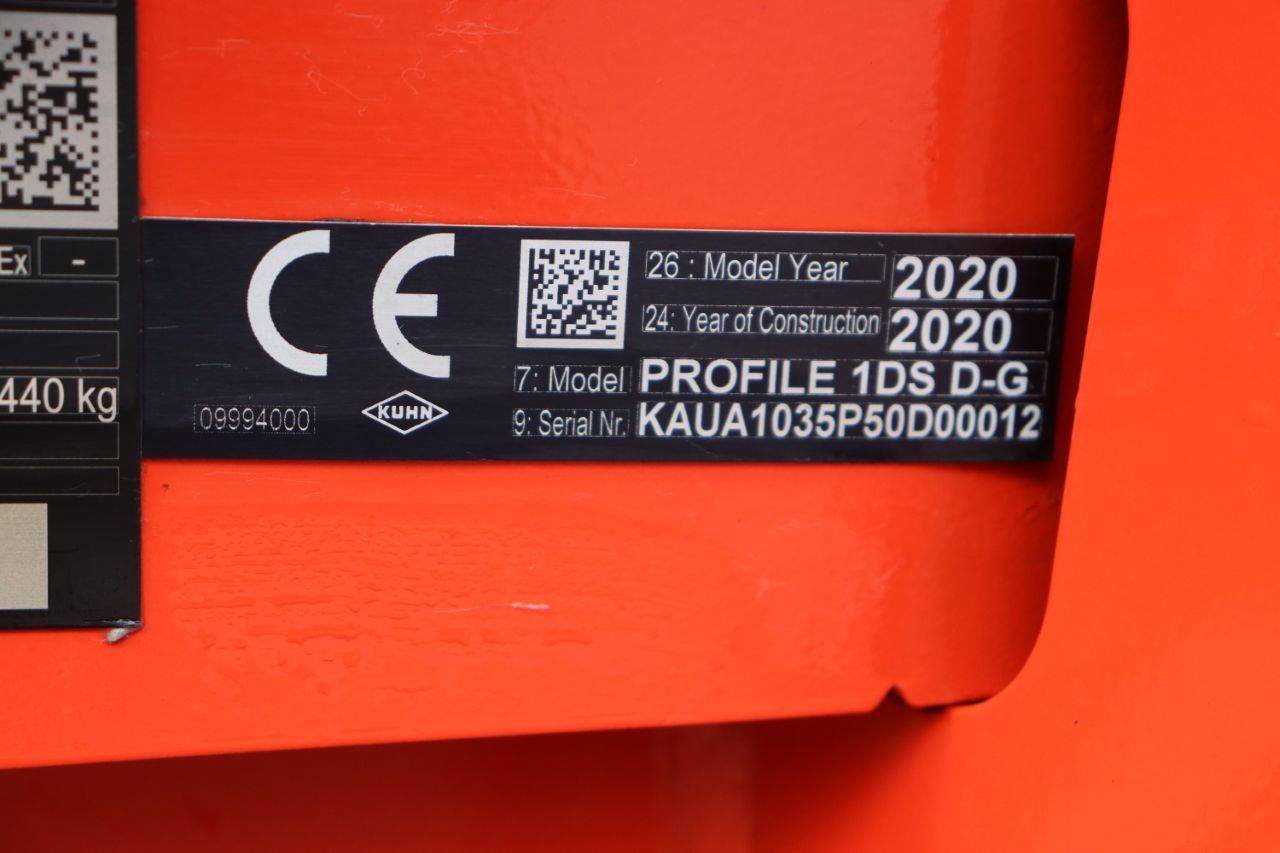 Ex -
440 kg
CE
26 : Model Year 2020
24: Year of Construction 2020
7: Model PROFILE 1DS D-G
9: Serial Nr. KAUA1035P50D00012
09994000
KUHN